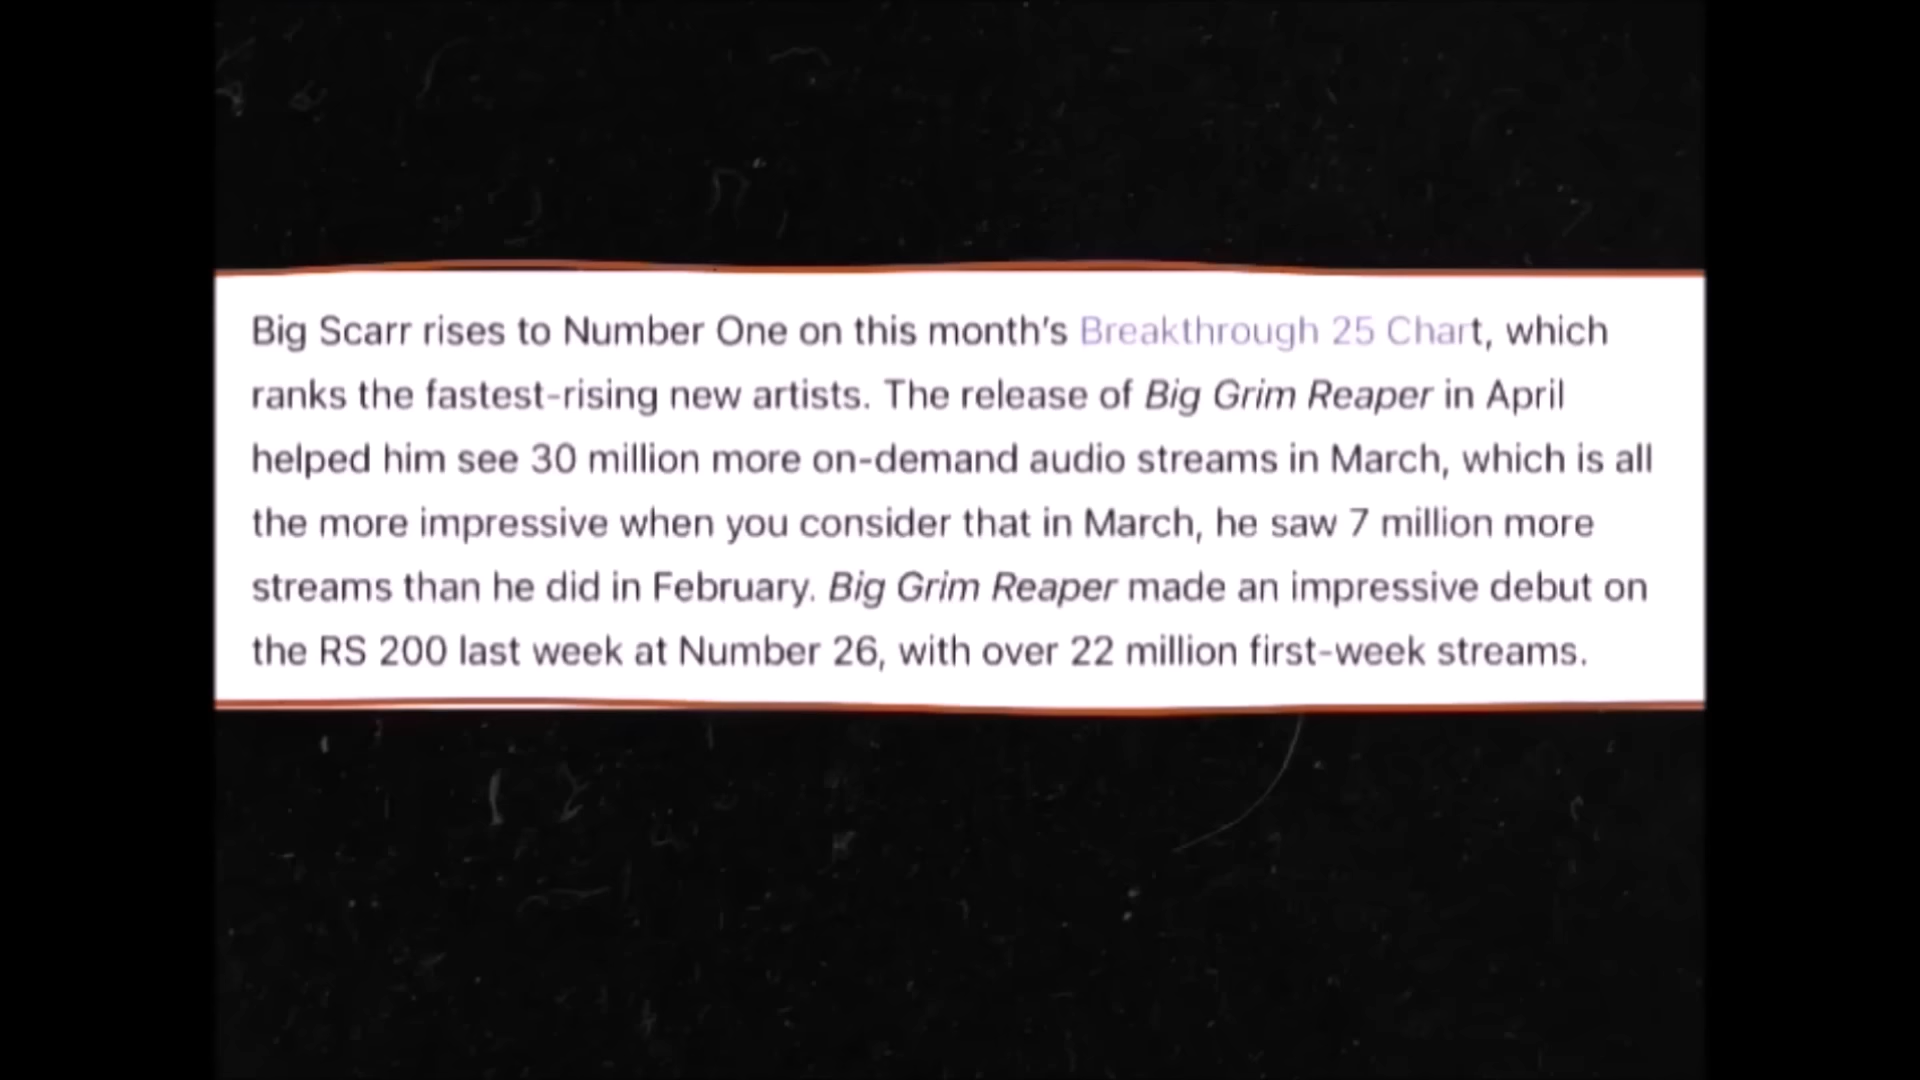 Big Scarr rises to Number One on this month's Breakthrough 25 Chart, which
ranks the fastest-rising new artists. The release of Big Grim Reaper in April
helped him see 30 million more on-demand audio streams in March, which is all
the more impressive when you consider that in March, he saw 7 million more
streams than he did in February. Big Grim Reaper made an impressive debut on
the RS 200 last week at Number 26, with over 22 million first-week streams.